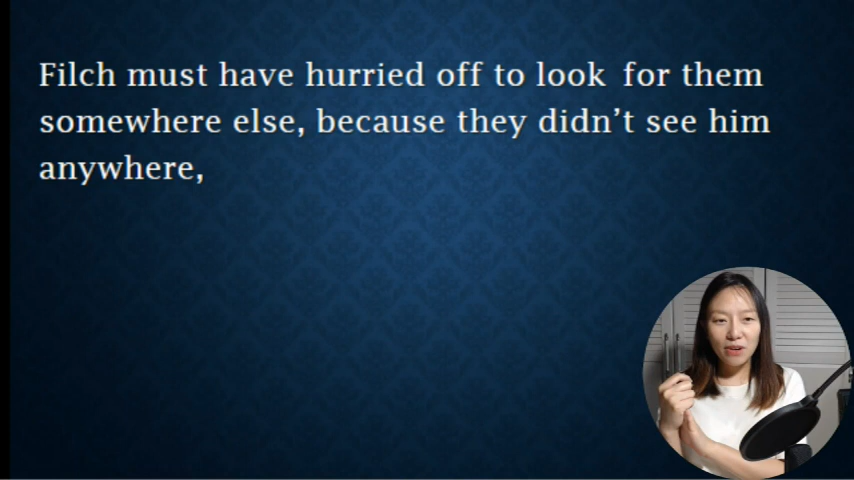 Filch must have hurried off to look for them
somewhere else, because they didn’t see him
anywhere,